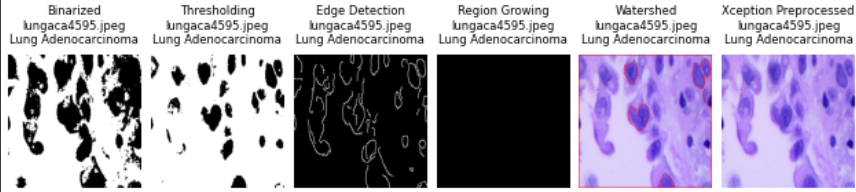 Binarized
lungaca4595.jpeg
Lung Adenocarcinoma
Thresholding
lungaca4595.jpeg
Lung Adenocarcinoma
Edge Detection
lungaca4595.jpeg
Lung Adenocarcinoma
Region Growing
lungaca4595.jpeg
Lung Adenocarcinoma
Watershed
lungaca4595.jpeg
Lung Adenocarcinoma
Xception Preprocessed
lungaca4595.jpeg
Lung Adenocarcinoma